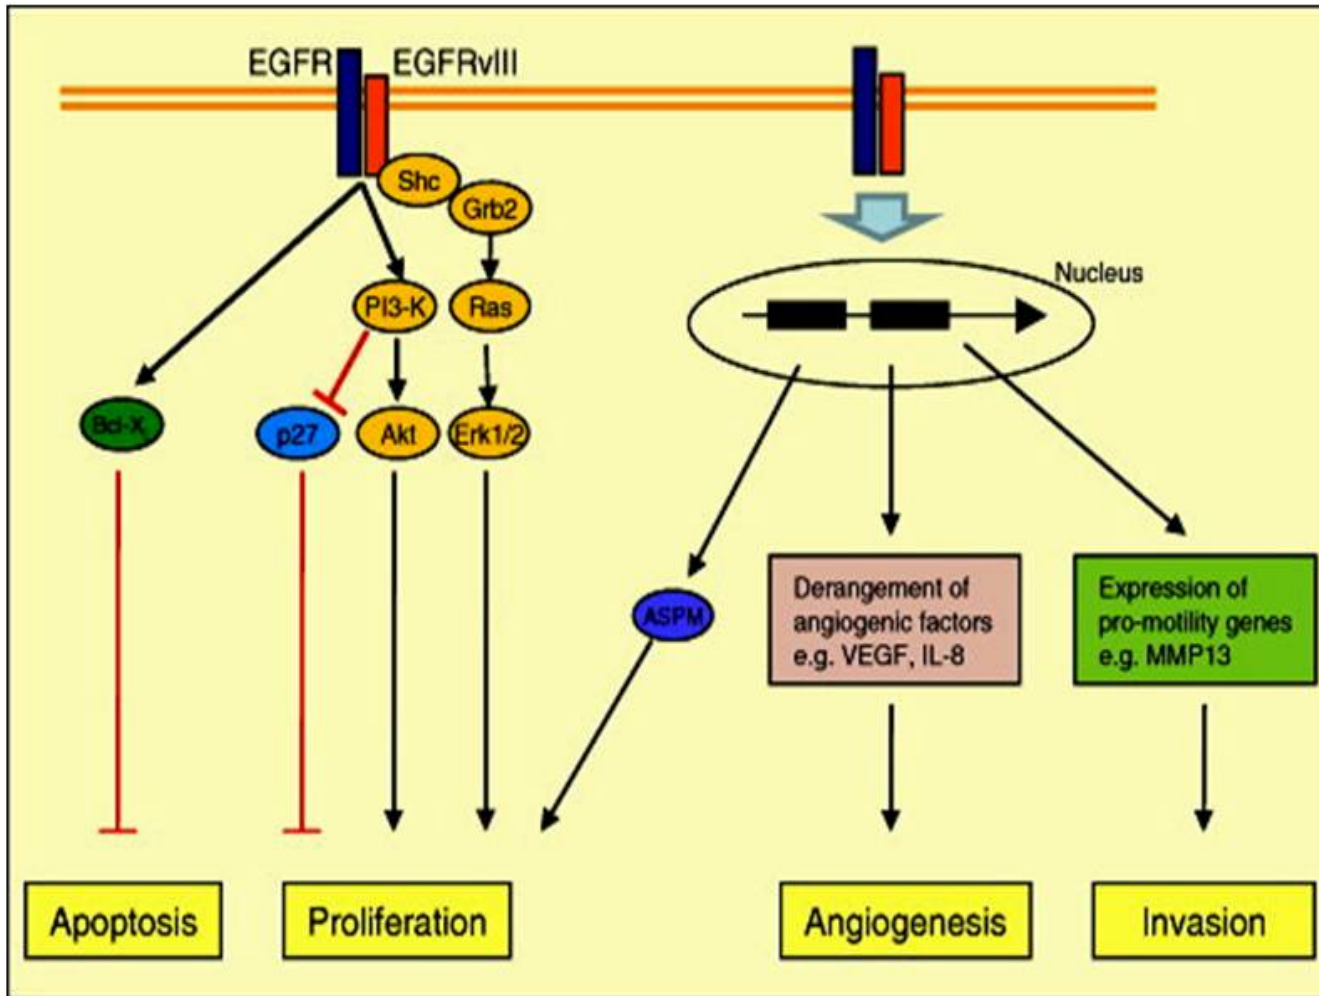 EGFR
EGFRvIII
Shc
Grb2
PI3-K
Ras
Nucleus
Bcl-X
p27
Akt
Erk1/2
ASPM
Derangement of
angiogenic factors
e.g. VEGF, IL-8
Expression of
pro-motility genes
e.g. MMP13
Apoptosis
Proliferation
Angiogenesis
Invasion